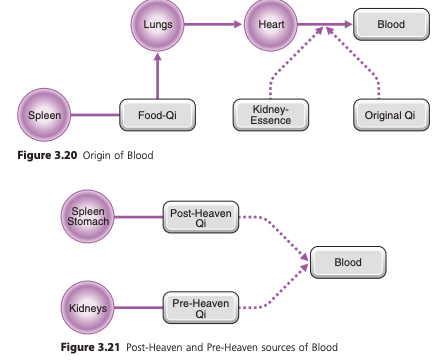 Lungs
Heart
Blood
Spleen
Food-Qi
Kidney-
Essence
Original Qi
Figure 3.20 Origin of Blood
Spleen
Stomach
Post-Heaven
Qi
Blood
Kidneys
Pre-Heaven
Qi
Figure 3.21 Post-Heaven and Pre-Heaven sources of Blood